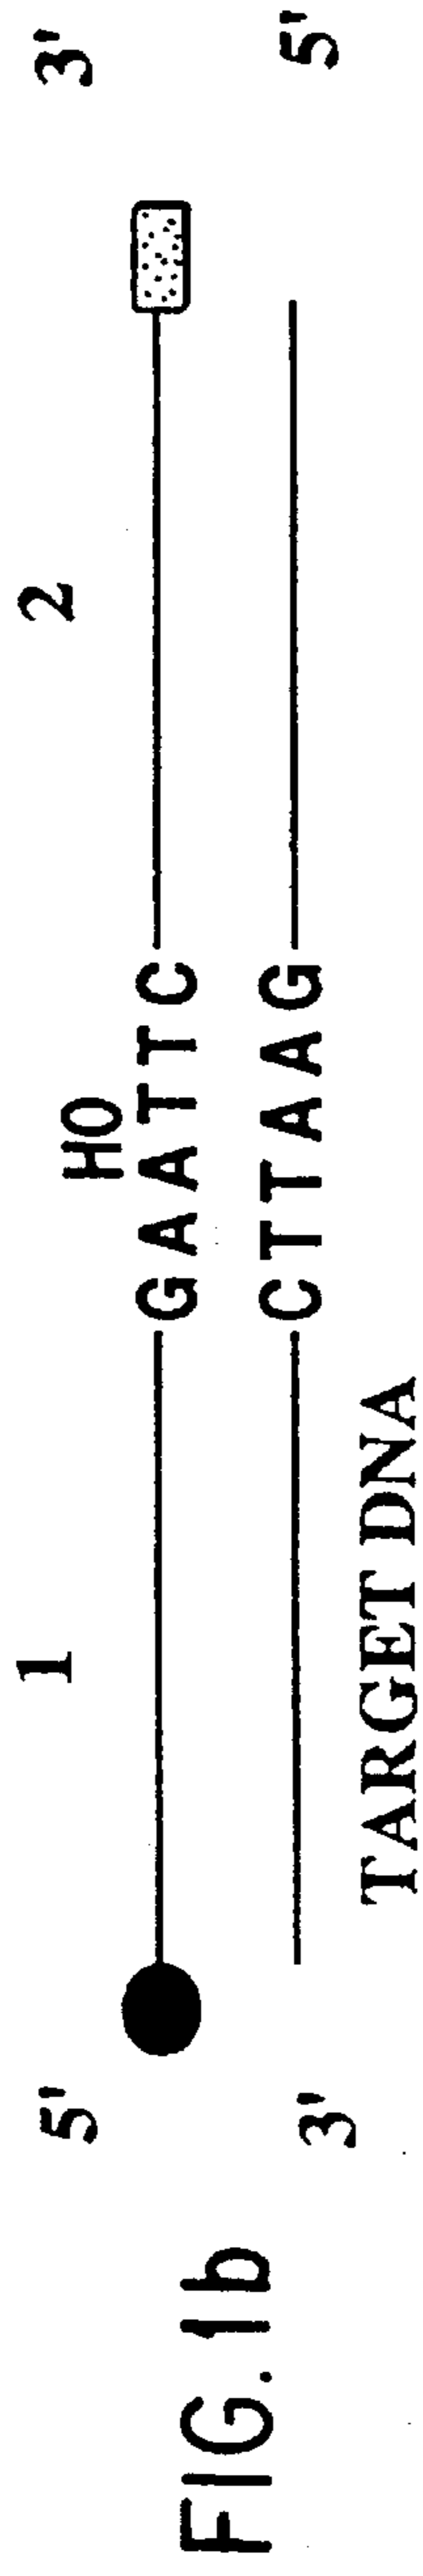 5' 1 2 3'
HO
GAATTC
CTTAAG
3' 5'
TARGET DNA
FIG. 1b